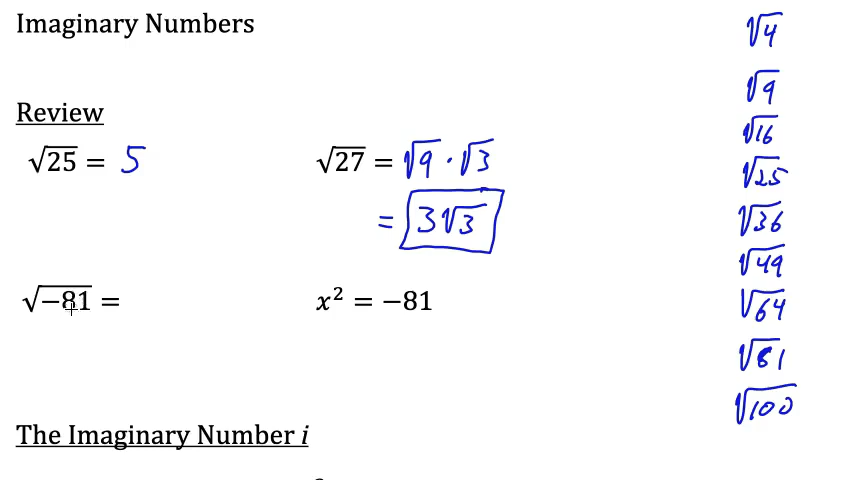 Imaginary Numbers
√4
√9
Review
√16
√25 = 5
√27 = √9 · √3
√25
= 3√3
√36
√49
√-81 =
x² = -81
√64
√81
√100
The Imaginary Number i